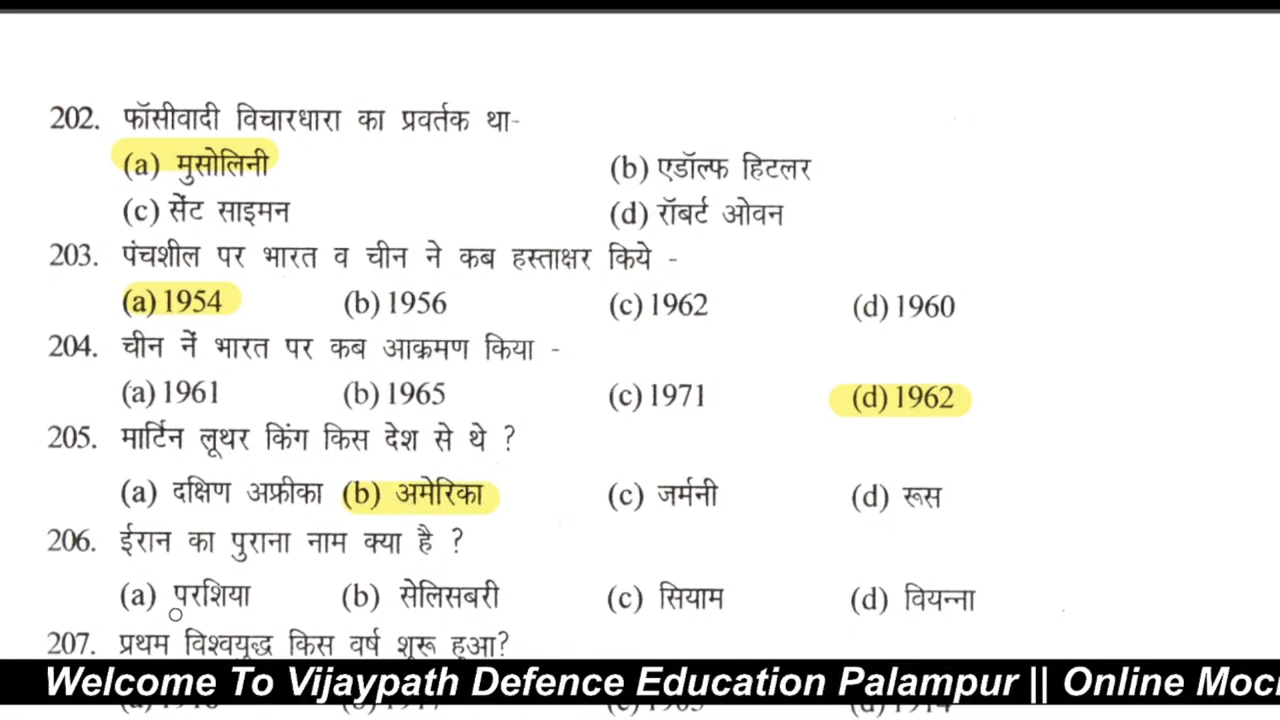 202. फॉसीवादी विचारधारा का प्रवर्तक था-
(a) मुसोलिनी (b) एडॉल्फ हिटलर
(c) सेंट साइमन (d) रॉबर्ट ओवन
203. पंचशील पर भारत व चीन ने कब हस्ताक्षर किये -
(a) 1954 (b) 1956 (c) 1962 (d) 1960
204. चीन नें भारत पर कब आक्रमण किया -
(a) 1961 (b) 1965 (c) 1971 (d) 1962
205. मार्टिन लूथर किंग किस देश से थे ?
(a) दक्षिण अफ्रीका (b) अमेरिका (c) जर्मनी (d) रूस
206. ईरान का पुराना नाम क्या है ?
(a) परशिया (b) सेलिसबरी (c) सियाम (d) वियन्ना
207. प्रथम विश्वयुद्ध किस वर्ष शूरू हुआ?
Welcome To Vijaypath Defence Education Palampur || Online Moc